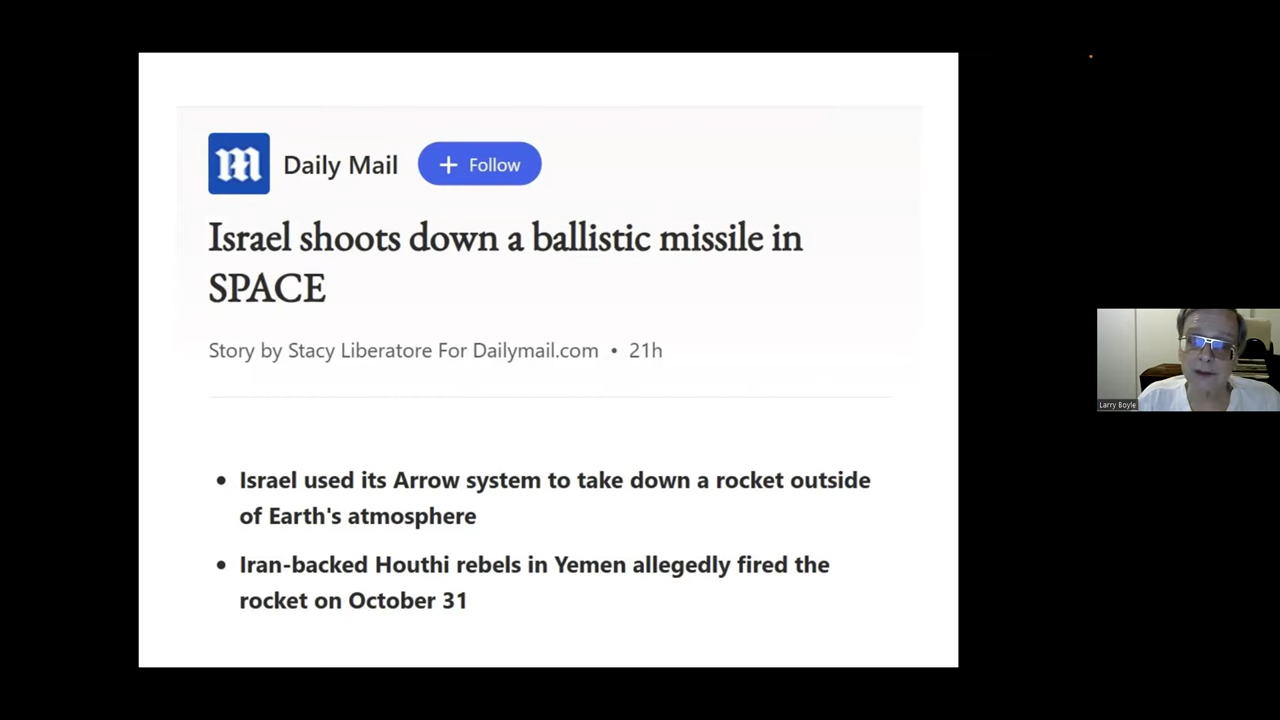 Daily Mail
+ Follow
Israel shoots down a ballistic missile in
SPACE
Story by Stacy Liberatore For Dailymail.com • 21h
• Israel used its Arrow system to take down a rocket outside
of Earth's atmosphere
• Iran-backed Houthi rebels in Yemen allegedly fired the
rocket on October 31
Larry Boyle